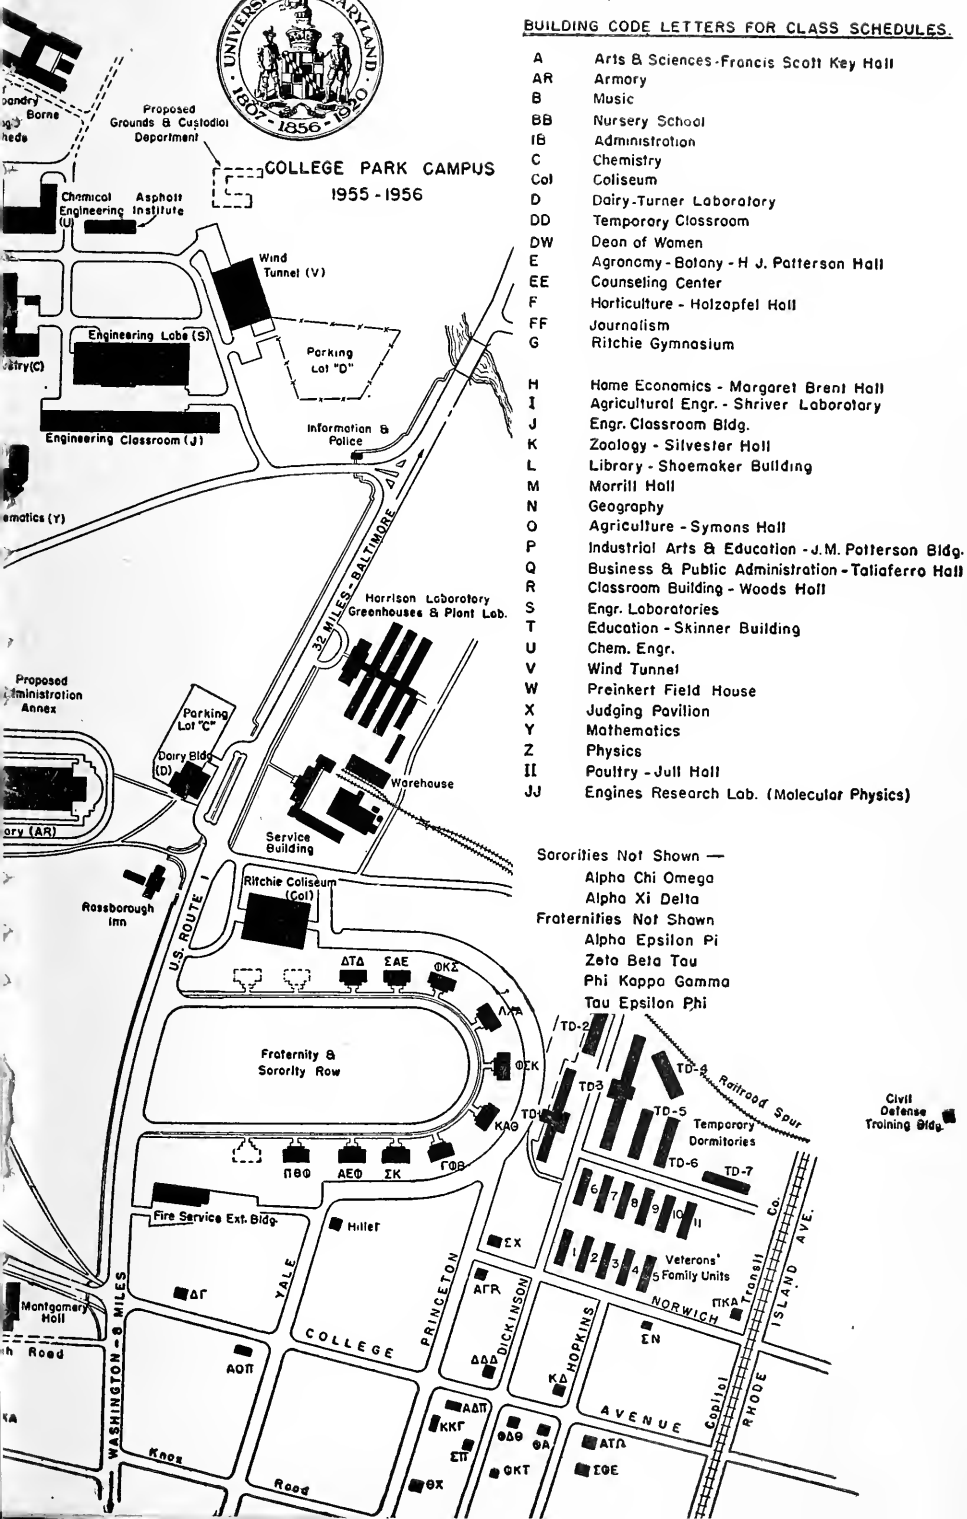 BUILDING CODE LETTERS FOR CLASS SCHEDULES.
A Arts & Sciences-Francis Scott Key Hall
AR Armory
B Music
BB Nursery School
IB Administration
C Chemistry
Col Coliseum
D Dairy-Turner Laboratory
DD Temporary Classroom
DW Dean of Women
E Agronomy - Botany - H J. Patterson Hall
EE Counseling Center
F Horticulture - Holzapfel Hall
FF Journalism
G Ritchie Gymnasium
H Home Economics - Margaret Brent Hall
I Agricultural Engr. - Shriver Laboratory
J Engr. Classroom Bldg.
K Zoology - Silvester Hall
L Library - Shoemaker Building
M Morrill Hall
N Geography
O Agriculture - Symons Hall
P Industrial Arts & Education - J.M. Patterson Bldg.
Q Business & Public Administration - Taliaferro Hall
R Classroom Building - Woods Hall
S Engr. Laboratories
T Education - Skinner Building
U Chem. Engr.
V Wind Tunnel
W Preinkert Field House
X Judging Pavilion
Y Mathematics
Z Physics
II Poultry - Jull Hall
JJ Engines Research Lab. (Molecular Physics)
Sororities Not Shown —
Alpha Chi Omega
Alpha Xi Delta
Fraternities Not Shown
Alpha Epsilon Pi
Zeta Beta Tau
Phi Kappa Gamma
Tau Epsilon Phi
1807-1856-1920
COLLEGE PARK CAMPUS
1955-1956
Borne
Proposed
Grounds & Custodial
Department
Chemical
Engineering
(U)
Asphalt
Institute
Wind
Tunnel (V)
Engineering Labs (S)
Parking
Lot "D"
Engineering Classroom (J)
Information &
Police
32 MILES - BALTIMORE
Harrison Laboratory
Greenhouses & Plant Lab.
Proposed
Annex
Parking
Lot "C"
Dairy Bldg
(D)
Warehouse
Service
Building
(AR)
Rossborough
Inn
U.S. ROUTE 1
Ritchie Coliseum
(Col)
ΔΤΔ
ΣΑΕ
ΦΚΣ
ΛΧΑ
ΦΣΚ
ΚΑΘ
ΓΦΒ
ΣΚ
ΑΕΦ
ΠΒΦ
Fraternity &
Sorority Row
TD-2
TD3
TD-4
TD-5
TD-6
TD-7
Temporary
Dormitories
Railroad Spur
Civil
Defense
Training Bldg.
6 7 8 9 10 11
1 2 3 4 5
Veterans'
Family Units
Fire Service Ext. Bldg.
Hillel
ΣΧ
ΔΓ
ΑΓΡ
ΠΚΑ
ΣΝ
YALE
PRINCETON
DICKINSON
HOPKINS
NORWICH
COLLEGE
AVENUE
Capitol
Transit
Co.
RHODE
ISLAND
AVE.
Montgomery
Hall
Road
WASHINGTON - 8 MILES
ΑΟΠ
ΔΔΔ
ΚΔ
ΑΔΠ
ΚΚΓ
ΣΠ
ΦΔΘ
ΘΑ
ΑΤΩ
ΦΚΤ
ΣΦΕ
ΘΧ
Knox
Road